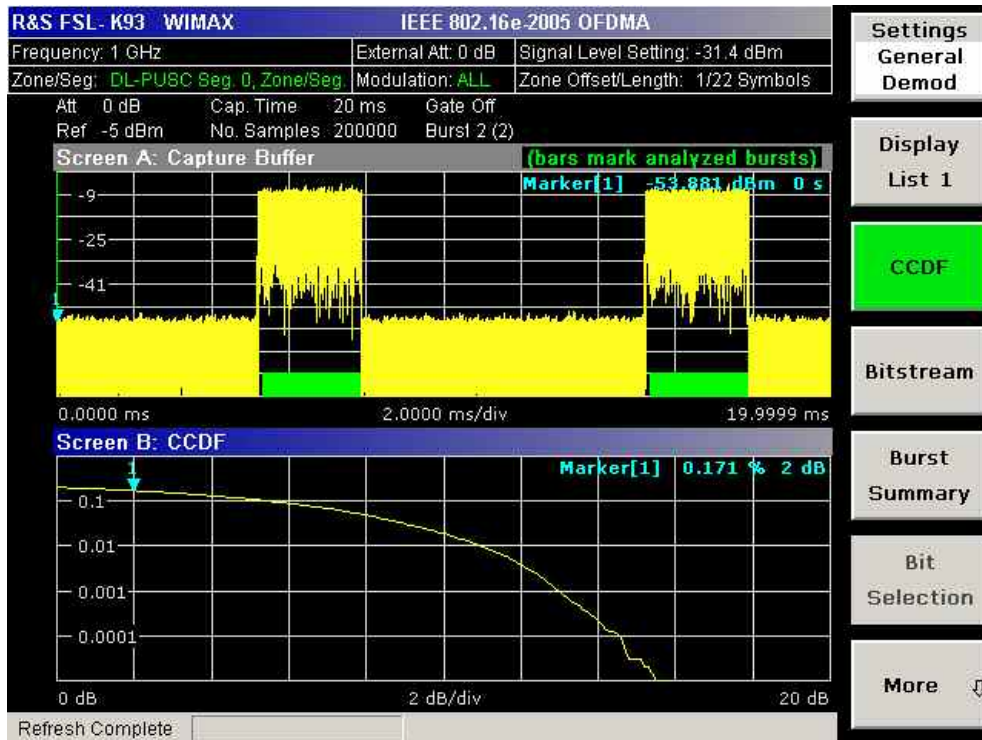 R&S FSL-K93 WIMAX IEEE 802.16e-2005 OFDMA
Frequency: 1 GHz External Att: 0 dB Signal Level Setting: -31.4 dBm
Zone/Seg: DL-PUSC Seg. 0, Zone/Seg. Modulation: ALL Zone Offset/Length: 1/22 Symbols
Att 0 dB Cap. Time 20 ms Gate Off
Ref -5 dBm No. Samples 200000 Burst 2 (2)
Screen A: Capture Buffer (bars mark analyzed bursts)
Marker[1] -53.881 dBm 0 s
-9
-25
-41
1
0.0000 ms 2.0000 ms/div 19.9999 ms
Screen B: CCDF
1 Marker[1] 0.171 % 2 dB
0.1
0.01
0.001
0.0001
0 dB 2 dB/div 20 dB
Refresh Complete
Settings
General
Demod
Display
List 1
CCDF
Bitstream
Burst
Summary
Bit
Selection
More